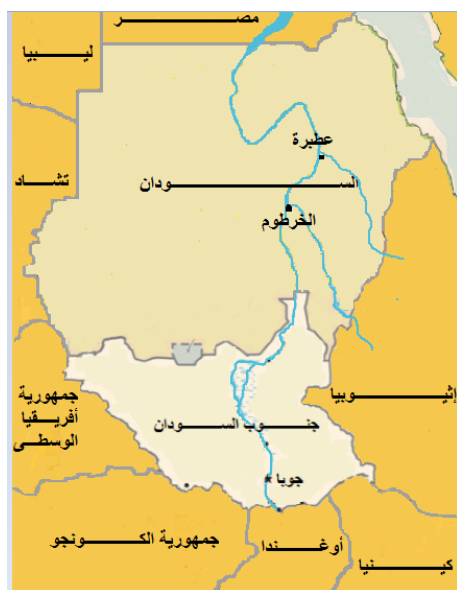 مصر
ليبيا
عطبرة
تشاد
السودان
الخرطوم
جمهورية
أفريقيا
الوسطى
إثيوبيا
جنوب السودان
جوبا
جمهورية الكونجو
أوغندا
كينيا